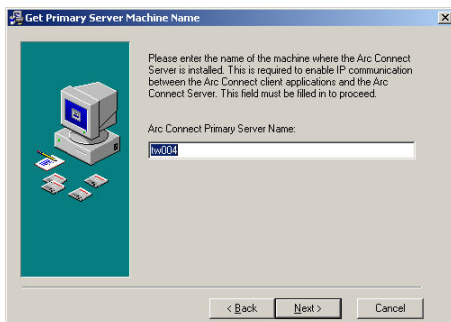 Get Primary Server Machine Name
Please enter the name of the machine where the Arc Connect
Server is installed. This is required to enable IP communication
between the Arc Connect client applications and the Arc
Connect Server. This field must be filled in to proceed.
Arc Connect Primary Server Name:
tw004
< Back
Next >
Cancel